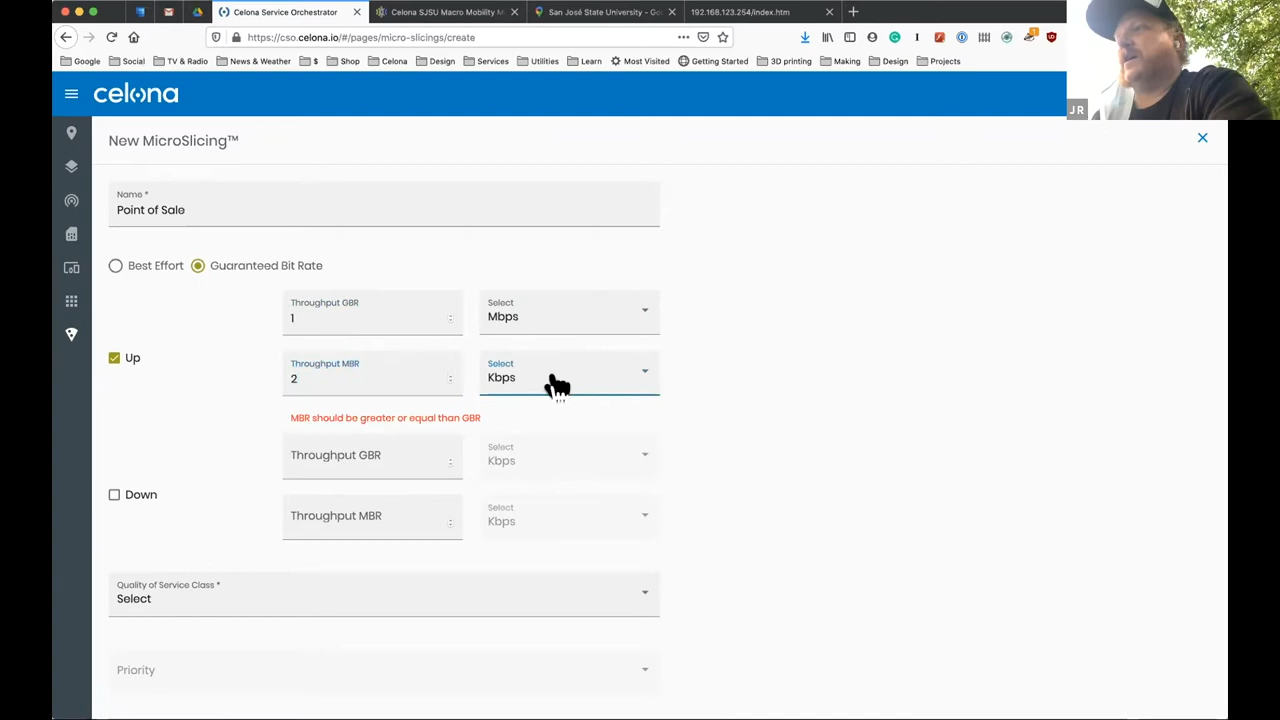 Celona Service Orchestrator
Celona SJSU Macro Mobility M
San José State University - Go
192.168.123.254/index.htm
https://cso.celona.io/#/pages/micro-slicings/create
Google
Social
TV & Radio
News & Weather
$
Shop
Celona
Design
Services
Utilities
Learn
Most Visited
Getting Started
3D printing
Making
Design
Projects
JR
celona
New MicroSlicing™
Name *
Point of Sale
Best Effort
Guaranteed Bit Rate
Throughput GBR
1
Select
Mbps
Up
Throughput MBR
2
Select
Kbps
MBR should be greater or equal than GBR
Throughput GBR
Select
Kbps
Down
Throughput MBR
Select
Kbps
Quality of Service Class *
Select
Priority